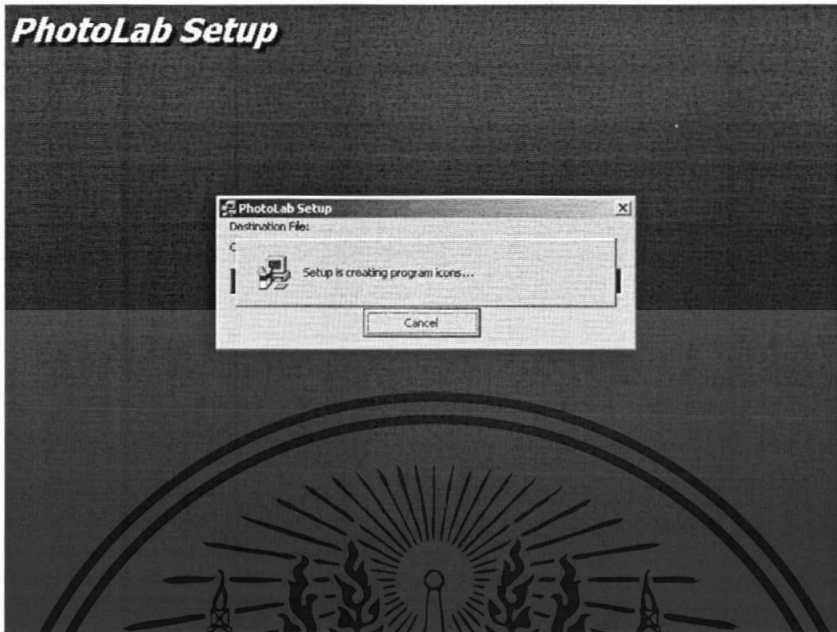 PhotoLab Setup
PhotoLab Setup
Destination File:
C
Setup is creating program icons...
Cancel